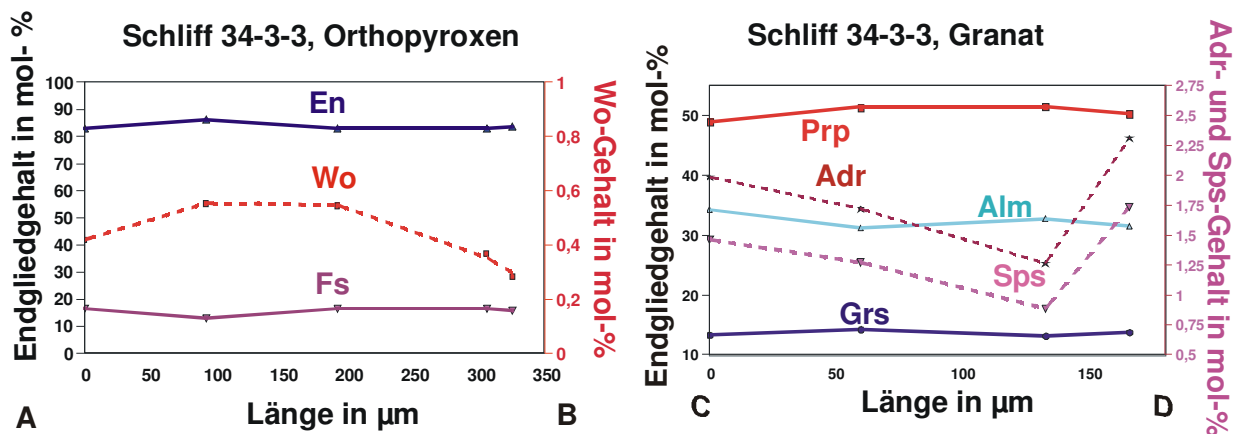 Schliff 34-3-3, Orthopyroxen
Endgliedgehalt in mol- %
100
90
80
70
60
50
40
30
20
10
0
En
Wo
Fs
1
0,8
0,6
0,4
0,2
0
Wo-Gehalt in mol-%
0
50
100
150
200
250
300
350
A
Länge in µm
B
Schliff 34-3-3, Granat
Endgliedgehalt in mol-%
50
40
30
20
10
Prp
Adr
Alm
Sps
Grs
2,75
2,5
2,25
2
1,75
1,5
1,25
1
0,75
0,5
Adr- und Sps-Gehalt in mol-%
0
50
100
150
C
Länge in µm
D